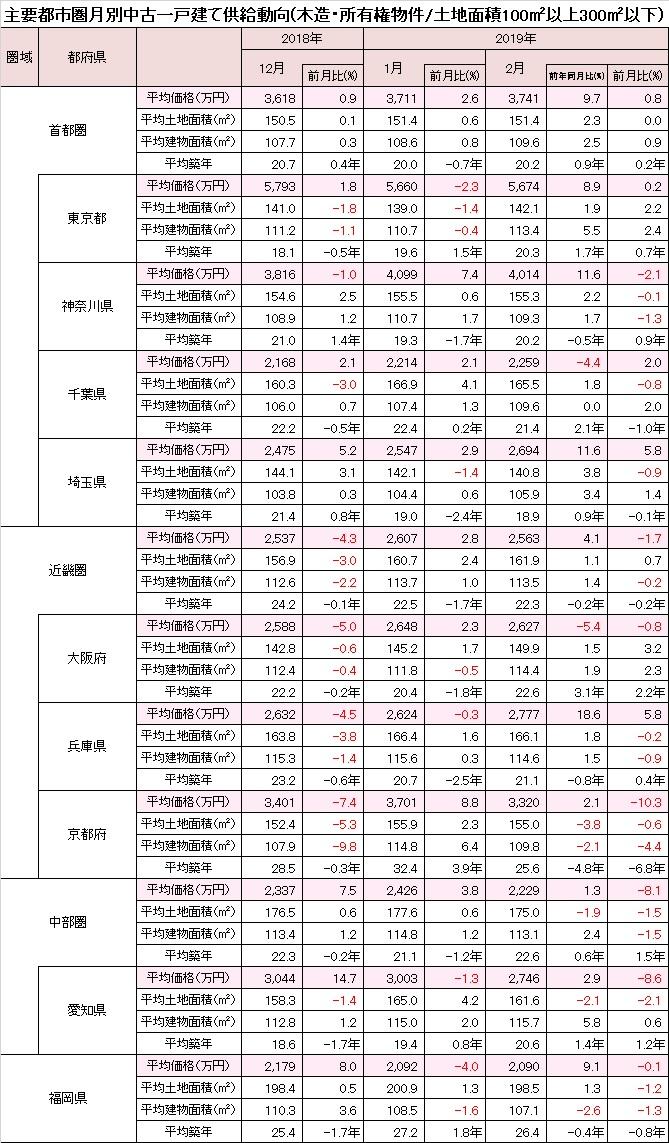 主要都市圏月別中古一戸建て供給動向(木造・所有権物件/土地面積100㎡以上300㎡以下)
圏域 都府県 2018年 2019年
12月 前月比(%) 1月 前月比(%) 2月 前年同月比(%) 前月比(%)
首都圏
平均価格(万円) 3,618 0.9 3,711 2.6 3,741 9.7 0.8
平均土地面積(㎡) 150.5 0.1 151.4 0.6 151.4 2.3 0.0
平均建物面積(㎡) 107.7 0.3 108.6 0.8 109.6 2.5 0.9
平均築年 20.7 0.4年 20.0 -0.7年 20.2 0.9年 0.2年
東京都
平均価格(万円) 5,793 1.8 5,660 -2.3 5,674 8.9 0.2
平均土地面積(㎡) 141.0 -1.8 139.0 -1.4 142.1 1.9 2.2
平均建物面積(㎡) 111.2 -1.1 110.7 -0.4 113.4 5.5 2.4
平均築年 18.1 -0.5年 19.6 1.5年 20.3 1.7年 0.7年
神奈川県
平均価格(万円) 3,816 -1.0 4,099 7.4 4,014 11.6 -2.1
平均土地面積(㎡) 154.6 2.5 155.5 0.6 155.3 2.2 -0.1
平均建物面積(㎡) 108.9 1.2 110.7 1.7 109.3 1.7 -1.3
平均築年 21.0 1.4年 19.3 -1.7年 20.2 -0.5年 0.9年
千葉県
平均価格(万円) 2,168 2.1 2,214 2.1 2,259 -4.4 2.0
平均土地面積(㎡) 160.3 -3.0 166.9 4.1 165.5 1.8 -0.8
平均建物面積(㎡) 106.0 0.7 107.4 1.3 109.6 0.0 2.0
平均築年 22.2 -0.5年 22.4 0.2年 21.4 2.1年 -1.0年
埼玉県
平均価格(万円) 2,475 5.2 2,547 2.9 2,694 11.6 5.8
平均土地面積(㎡) 144.1 3.1 142.1 -1.4 140.8 3.8 -0.9
平均建物面積(㎡) 103.8 0.3 104.4 0.6 105.9 3.4 1.4
平均築年 21.4 0.8年 19.0 -2.4年 18.9 0.9年 -0.1年
近畿圏
平均価格(万円) 2,537 -4.3 2,607 2.8 2,563 4.1 -1.7
平均土地面積(㎡) 156.9 -3.0 160.7 2.4 161.9 1.1 0.7
平均建物面積(㎡) 112.6 -2.2 113.7 1.0 113.5 1.4 -0.2
平均築年 24.2 -0.1年 22.5 -1.7年 22.3 -0.2年 -0.2年
大阪府
平均価格(万円) 2,588 -5.0 2,648 2.3 2,627 -5.4 -0.8
平均土地面積(㎡) 142.8 -0.6 145.2 1.7 149.9 1.5 3.2
平均建物面積(㎡) 112.4 -0.4 111.8 -0.5 114.4 1.9 2.3
平均築年 22.2 -0.2年 20.4 -1.8年 22.6 3.1年 2.2年
兵庫県
平均価格(万円) 2,632 -4.5 2,624 -0.3 2,777 18.6 5.8
平均土地面積(㎡) 163.8 -3.8 166.4 1.6 166.1 1.8 -0.2
平均建物面積(㎡) 115.3 -1.4 115.6 0.3 114.6 1.5 -0.9
平均築年 23.2 -0.6年 20.7 -2.5年 21.1 -0.8年 0.4年
京都府
平均価格(万円) 3,401 -7.4 3,701 8.8 3,320 2.1 -10.3
平均土地面積(㎡) 152.4 -5.3 155.9 2.3 155.0 -3.8 -0.6
平均建物面積(㎡) 107.9 -9.8 114.8 6.4 109.8 -2.1 -4.4
平均築年 28.5 -0.3年 32.4 3.9年 25.6 -4.8年 -6.8年
中部圏
平均価格(万円) 2,337 7.5 2,426 3.8 2,229 1.3 -8.1
平均土地面積(㎡) 176.5 0.6 177.6 0.6 175.0 -1.9 -1.5
平均建物面積(㎡) 113.4 1.2 114.8 1.2 113.1 2.4 -1.5
平均築年 22.3 -0.2年 21.1 -1.2年 22.6 0.6年 1.5年
愛知県
平均価格(万円) 3,044 14.7 3,003 -1.3 2,746 2.9 -8.6
平均土地面積(㎡) 158.3 -1.4 165.0 4.2 161.6 -2.1 -2.1
平均建物面積(㎡) 112.8 1.2 115.0 2.0 115.7 5.8 0.6
平均築年 18.6 -1.7年 19.4 0.8年 20.6 1.4年 1.2年
福岡県
平均価格(万円) 2,179 8.0 2,092 -4.0 2,090 9.1 -0.1
平均土地面積(㎡) 198.4 0.5 200.9 1.3 198.5 1.3 -1.2
平均建物面積(㎡) 110.3 3.6 108.5 -1.6 107.1 -2.6 -1.3
平均築年 25.4 -1.7年 27.2 1.8年 26.4 -0.4年 -0.8年